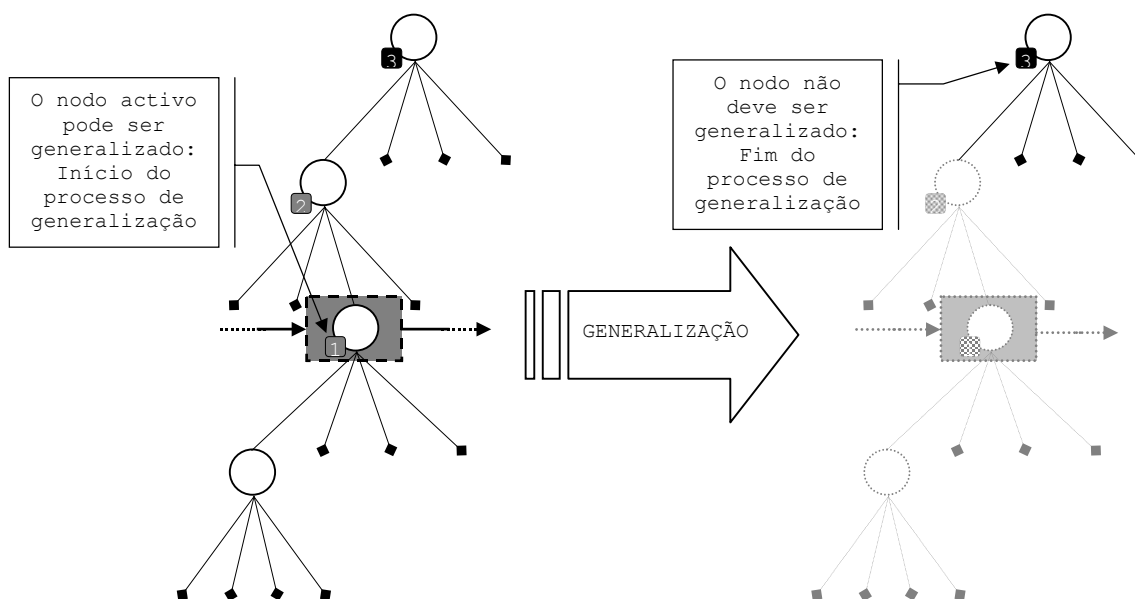 3
O nodo activo
pode ser
generalizado:
Início do
processo de
generalização
2
1
GENERALIZAÇÃO
O nodo não
deve ser
generalizado:
Fim do
processo de
generalização
3